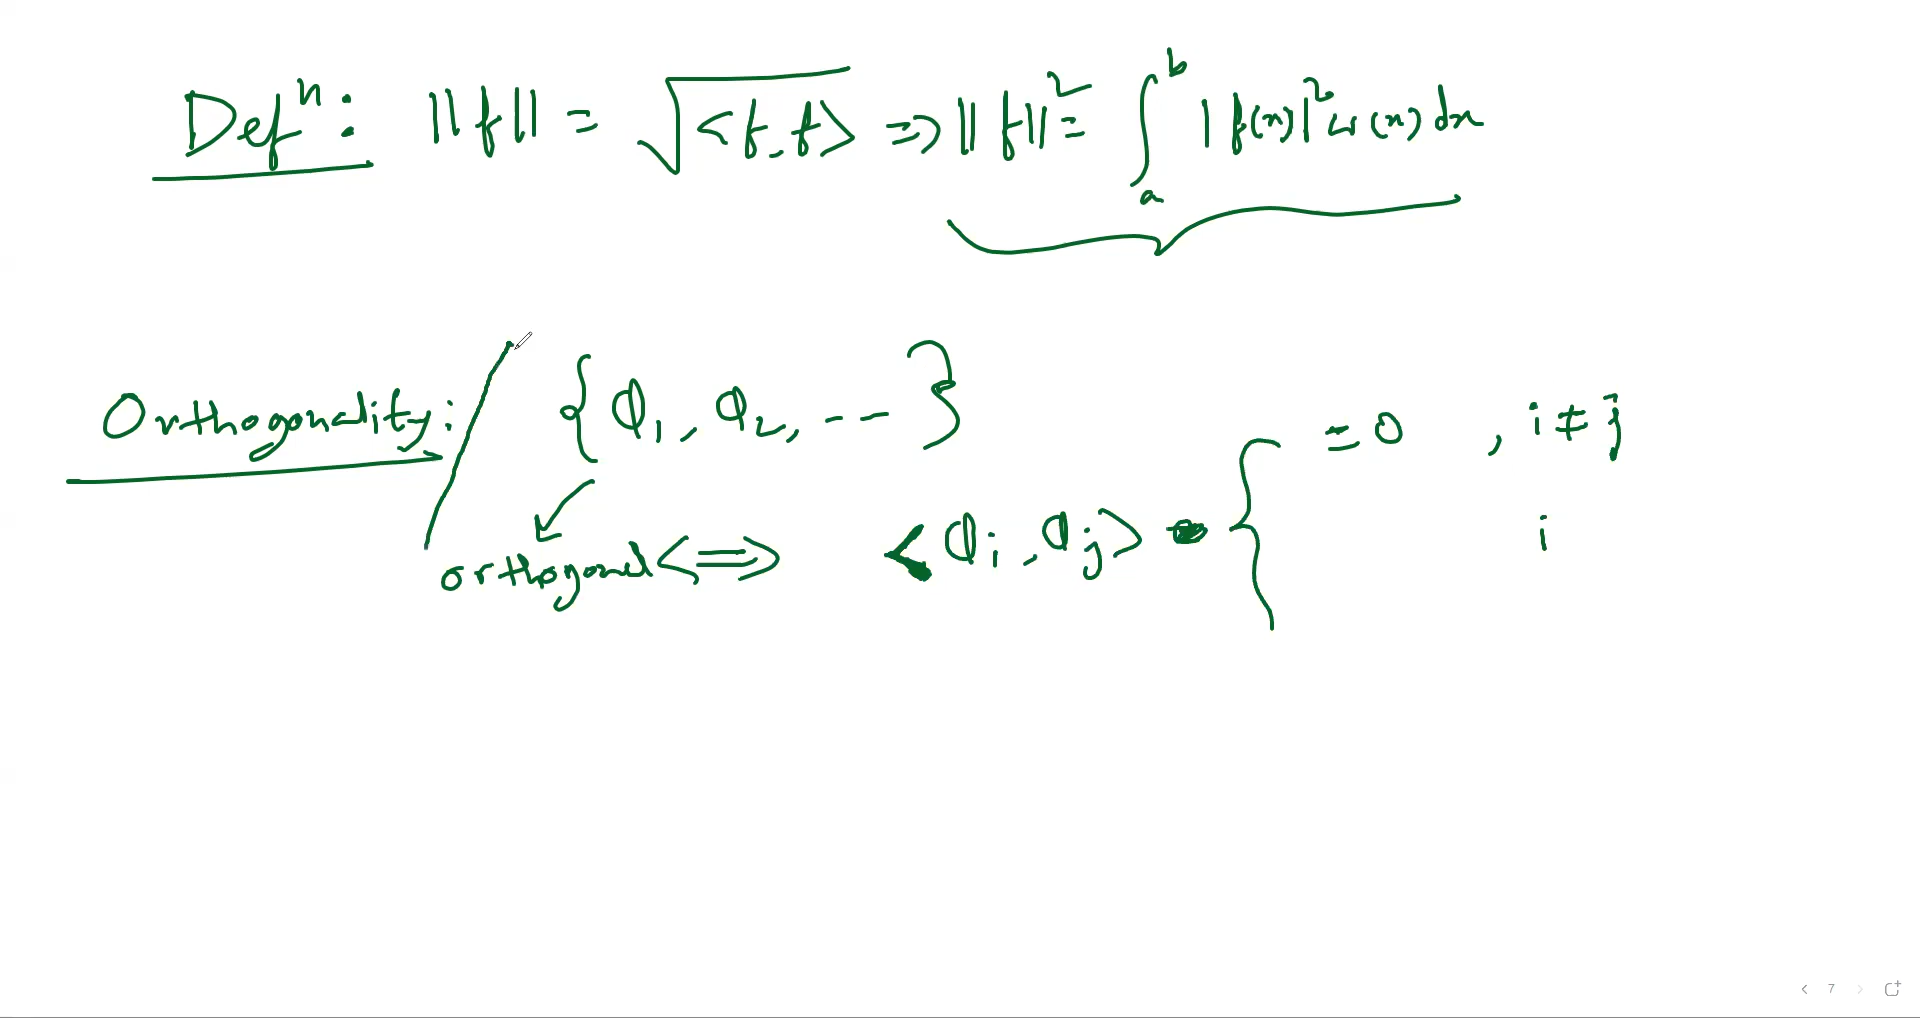 Defⁿ: ||f|| = √<f,f> ⇒ ||f||² = ∫ₐᵇ |f(x)|² w(x) dx
Orthogonality: / {Φ₁, Φ₂, ...}
= 0 , i ≠ j
orthogonal <=> <Φᵢ, Φⱼ> {
i
7